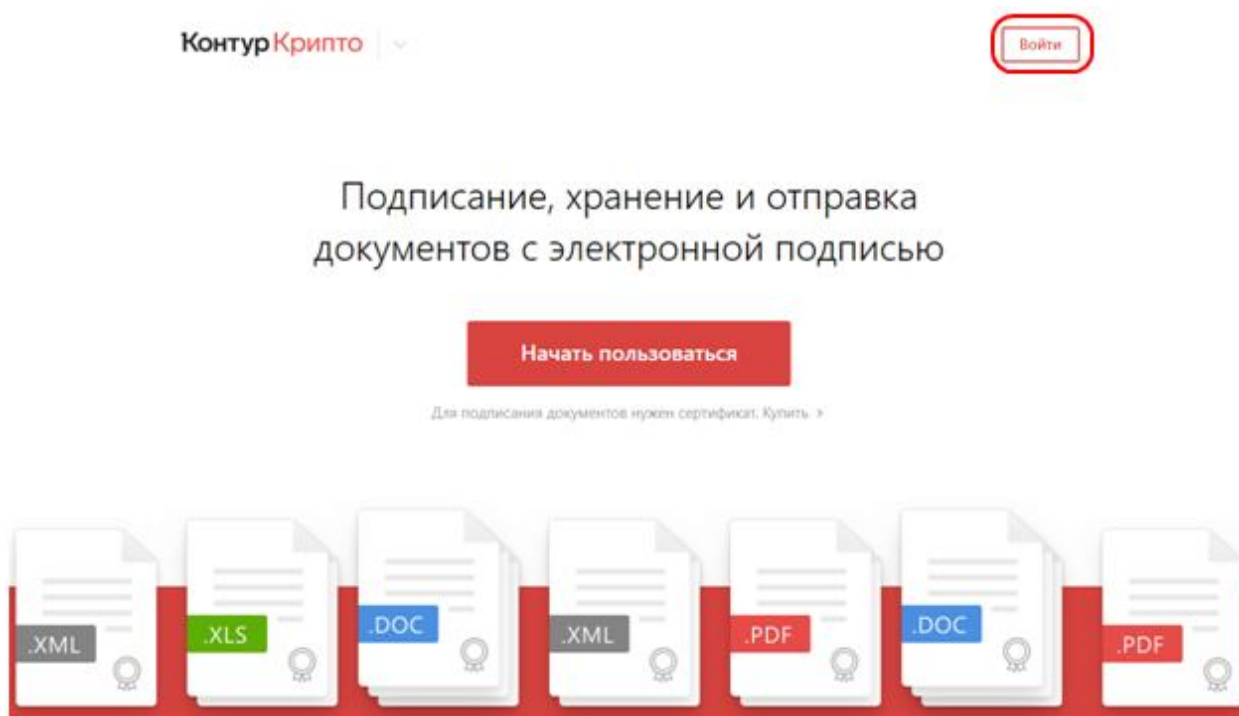 Контур Крипто
Войти
Подписание, хранение и отправка
документов с электронной подписью
Начать пользоваться
Для подписания документов нужен сертификат. Купить >
.XML
.XLS
.DOC
.XML
.PDF
.DOC
.PDF